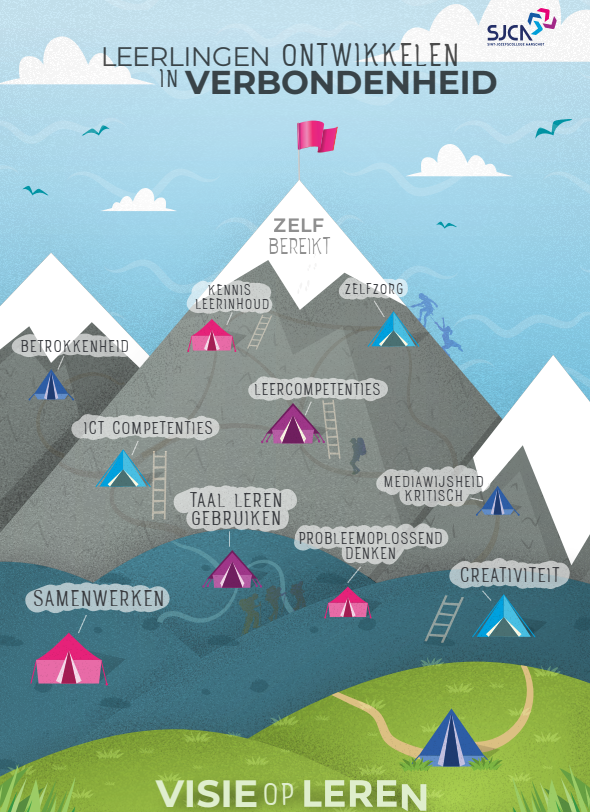 SJCA
SINT-JOZEFSCOLLEGE AARSCHOT
LEERLINGEN ONTWIKKELEN
IN VERBONDENHEID
ZELF
BEREIKT
KENNIS
LEERINHOUD
ZELFZORG
BETROKKENHEID
LEERCOMPETENTIES
ICT COMPETENTIES
MEDIAWIJSHEID
KRITISCH
TAAL LEREN
GEBRUIKEN
PROBLEEMOPLOSSEND
DENKEN
CREATIVITEIT
SAMENWERKEN
VISIE OP LEREN